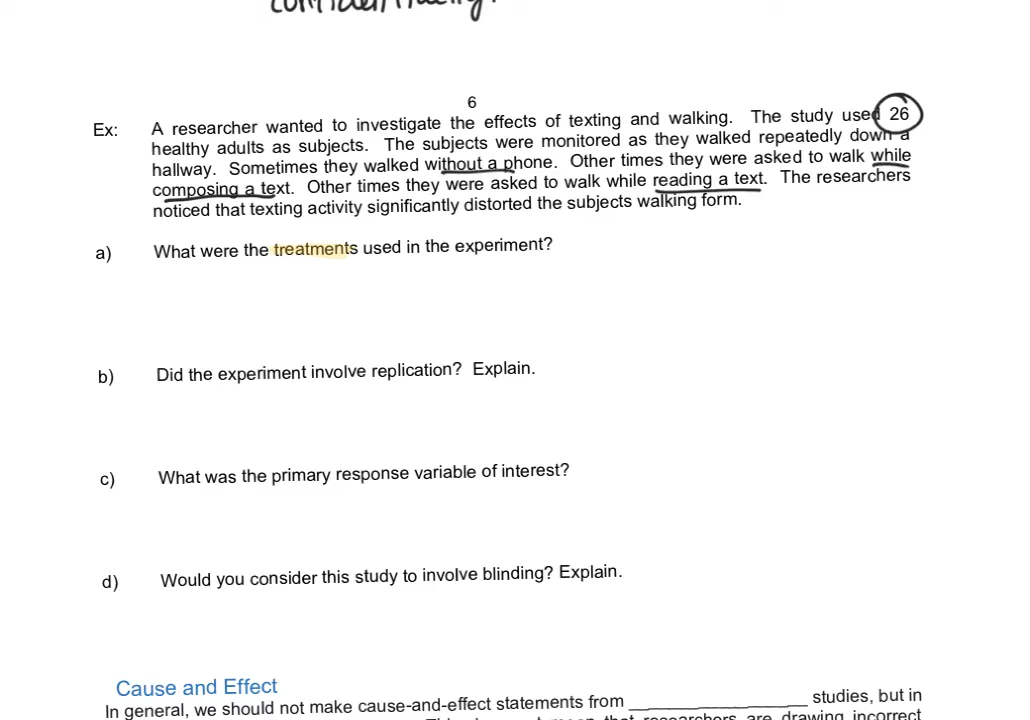 6
Ex: A researcher wanted to investigate the effects of texting and walking. The study used 26
healthy adults as subjects. The subjects were monitored as they walked repeatedly down a
hallway. Sometimes they walked without a phone. Other times they were asked to walk while
composing a text. Other times they were asked to walk while reading a text. The researchers
noticed that texting activity significantly distorted the subjects walking form.
a) What were the treatments used in the experiment?
b) Did the experiment involve replication? Explain.
c) What was the primary response variable of interest?
d) Would you consider this study to involve blinding? Explain.
Cause and Effect
In general, we should not make cause-and-effect statements from ____________________ studies, but in
researchers are drawing incorrect